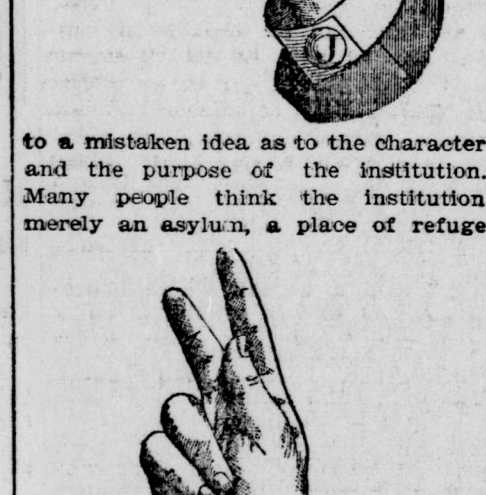 J
to a mistaken idea as to the character
and the purpose of the institution.
Many people think the institution
merely an asylum, a place of refuge